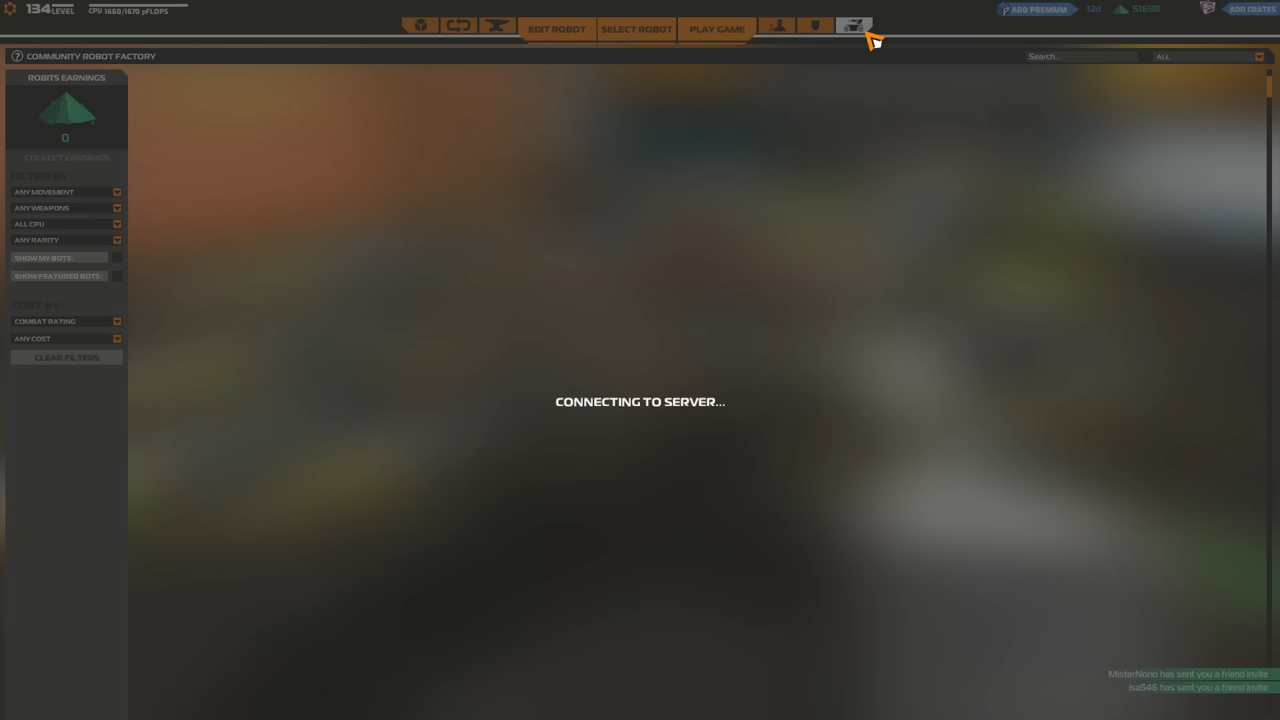 134 LEVEL
CPU 1660/1670 pFLOPS
EDIT ROBOT
SELECT ROBOT
PLAY GAME
ADD PREMIUM
12d
51698
ADD CRATES
? COMMUNITY ROBOT FACTORY
Search...
ALL
ROBITS EARNINGS
0
COLLECT EARNINGS
FILTER BY:
ANY MOVEMENT
ANY WEAPONS
ALL CPU
ANY RARITY
SHOW MY BOTS :
SHOW FEATURED BOTS :
SORT BY:
COMBAT RATING
ANY COST
CLEAR FILTERS
CONNECTING TO SERVER...
MisterNono has sent you a friend invite
isa546 has sent you a friend invite